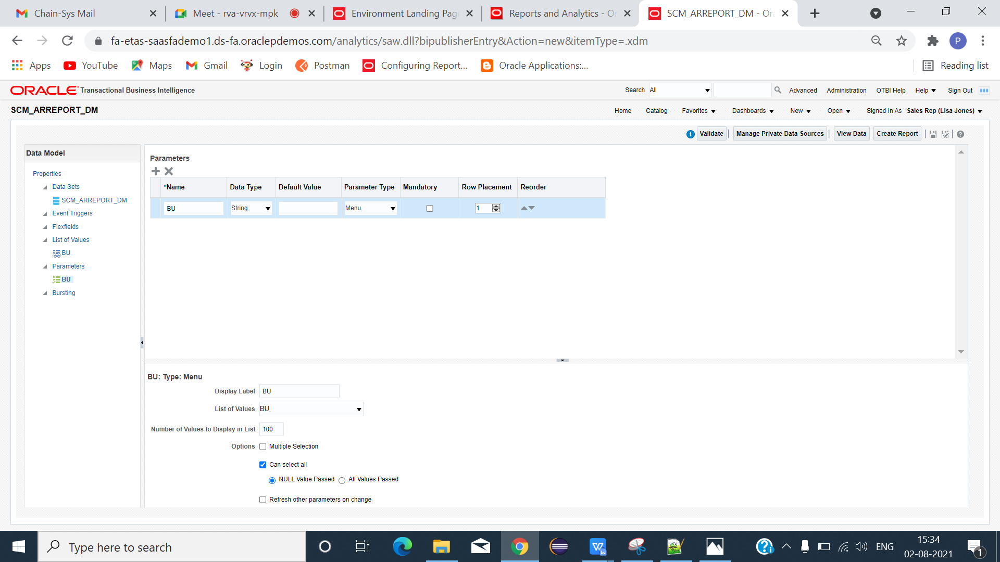 Chain-Sys Mail
Meet - rva-vrvx-mpk
Environment Landing Pag
Reports and Analytics - Or
SCM_ARREPORT_DM - Ora
fa-etas-saasfademo1.ds-fa.oraclepdemos.com/analytics/saw.dll?bipublisherEntry&Action=new&itemType=.xdm
P
Apps
YouTube
Maps
Gmail
Login
Postman
Configuring Report...
Oracle Applications:...
Reading list
ORACLE Transactional Business Intelligence
Search All
Advanced
Administration
OTBI Help
Help
Sign Out
SCM_ARREPORT_DM
Home
Catalog
Favorites
Dashboards
New
Open
Signed In As Sales Rep (Lisa Jones)
Validate
Manage Private Data Sources
View Data
Create Report
Data Model
Properties
Data Sets
SCM_ARREPORT_DM
Event Triggers
Flexfields
List of Values
BU
Parameters
BU
Bursting
Parameters
*Name Data Type Default Value Parameter Type Mandatory Row Placement Reorder
BU String Menu 1
BU: Type: Menu
Display Label BU
List of Values BU
Number of Values to Display in List 100
Options Multiple Selection
Can select all
NULL Value Passed All Values Passed
Refresh other parameters on change
Type here to search
ENG
15:34
02-08-2021
1